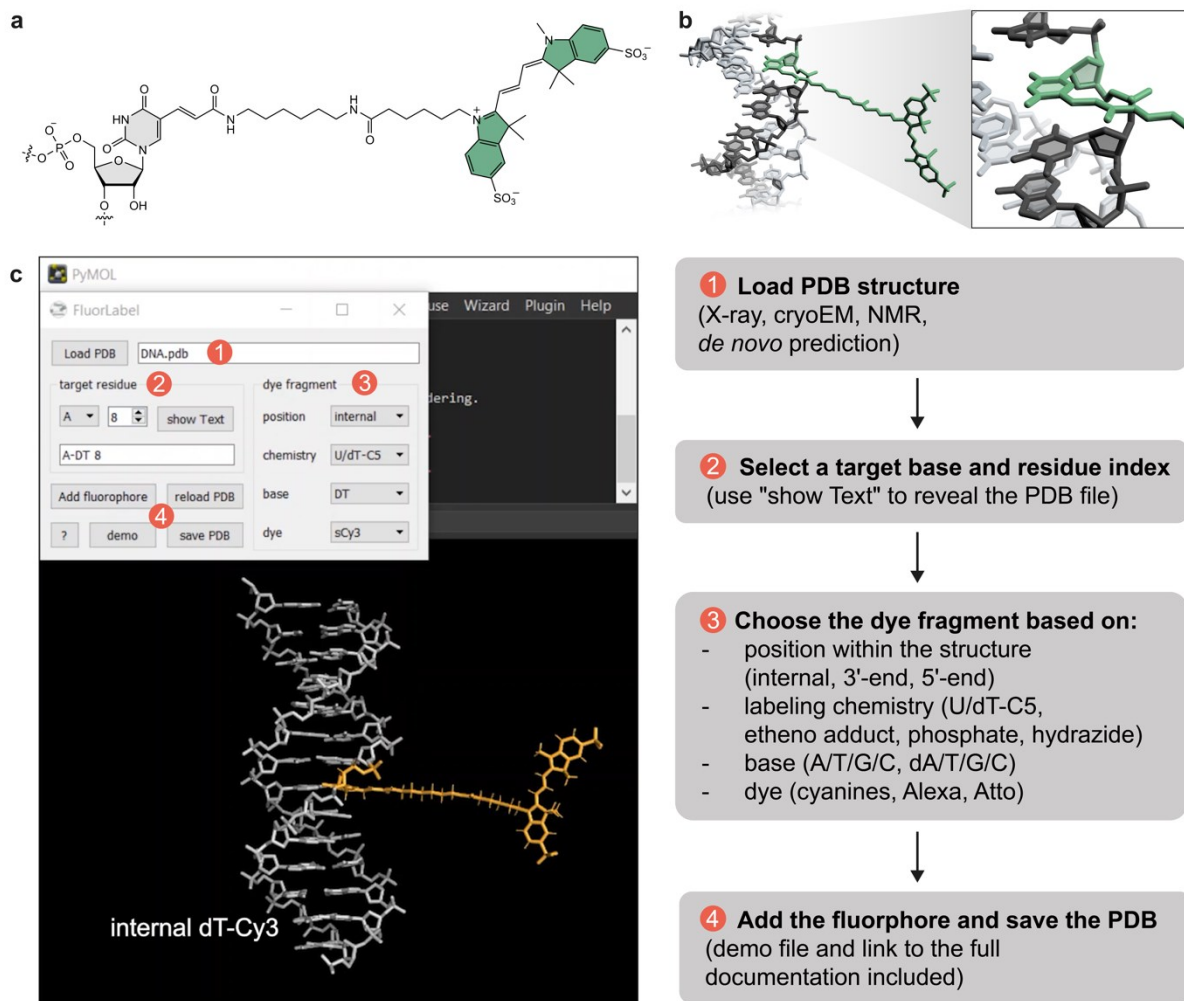 a
N
SO₃⁻
O
O
O
HN
N
H
H
N
O
N⁺
O⁻
O
P
O
O
N
O
O
OH
SO₃⁻
b
c
PyMOL
FluorLabel
use Wizard Plugin Help
Load PDB DNA.pdb 1
target residue 2
dye fragment 3
dering.
A 8 show Text
position internal
chemistry U/dT-C5
A-DT 8
Add fluorophore reload PDB
base DT
4
? demo save PDB
dye sCy3
internal dT-Cy3
1 Load PDB structure
(X-ray, cryoEM, NMR,
de novo prediction)
2 Select a target base and residue index
(use "show Text" to reveal the PDB file)
3 Choose the dye fragment based on:
- position within the structure
(internal, 3'-end, 5'-end)
- labeling chemistry (U/dT-C5,
etheno adduct, phosphate, hydrazide)
- base (A/T/G/C, dA/T/G/C)
- dye (cyanines, Alexa, Atto)
4 Add the fluorphore and save the PDB
(demo file and link to the full
documentation included)